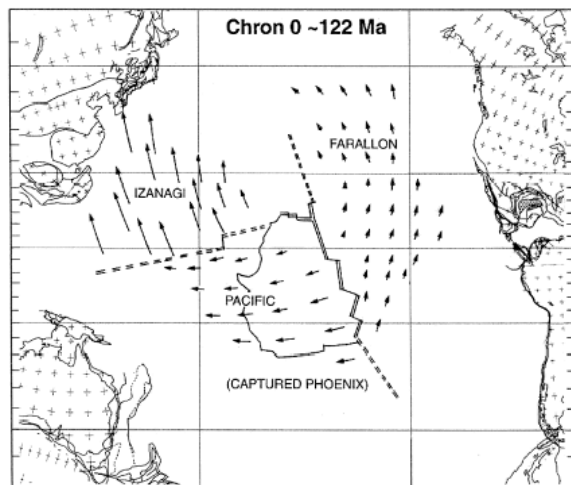 Chron 0 ~122 Ma
FARALLON
IZANAGI
PACIFIC
(CAPTURED PHOENIX)